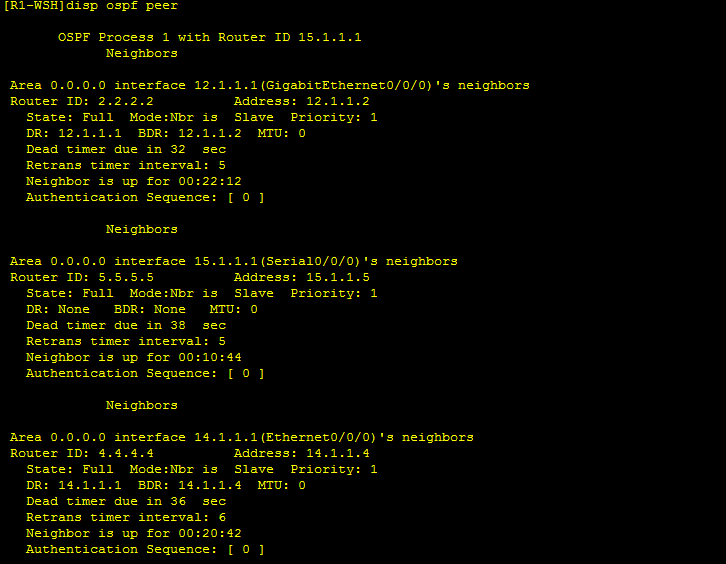 [R1-WSH]disp ospf peer
OSPF Process 1 with Router ID 15.1.1.1
Neighbors
Area 0.0.0.0 interface 12.1.1.1(GigabitEthernet0/0/0)'s neighbors
Router ID: 2.2.2.2          Address: 12.1.1.2
State: Full  Mode:Nbr is  Slave  Priority: 1
DR: 12.1.1.1  BDR: 12.1.1.2  MTU: 0
Dead timer due in 32  sec
Retrans timer interval: 5
Neighbor is up for 00:22:12
Authentication Sequence: [ 0 ]
Neighbors
Area 0.0.0.0 interface 15.1.1.1(Serial0/0/0)'s neighbors
Router ID: 5.5.5.5          Address: 15.1.1.5
State: Full  Mode:Nbr is  Slave  Priority: 1
DR: None   BDR: None   MTU: 0
Dead timer due in 38  sec
Retrans timer interval: 5
Neighbor is up for 00:10:44
Authentication Sequence: [ 0 ]
Neighbors
Area 0.0.0.0 interface 14.1.1.1(Ethernet0/0/0)'s neighbors
Router ID: 4.4.4.4          Address: 14.1.1.4
State: Full  Mode:Nbr is  Slave  Priority: 1
DR: 14.1.1.1  BDR: 14.1.1.4  MTU: 0
Dead timer due in 36  sec
Retrans timer interval: 6
Neighbor is up for 00:20:42
Authentication Sequence: [ 0 ]